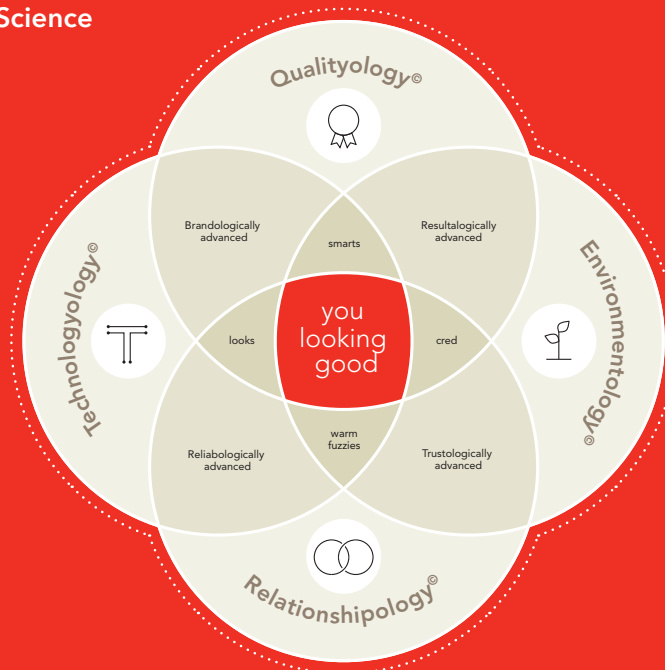 Science
Qualityology©
Brandologically
advanced
Resultalogically
advanced
smarts
Technologyology©
Environmentology©
looks
you
looking
good
cred
warm
fuzzies
Reliabologically
advanced
Trustologically
advanced
Relationshipology©